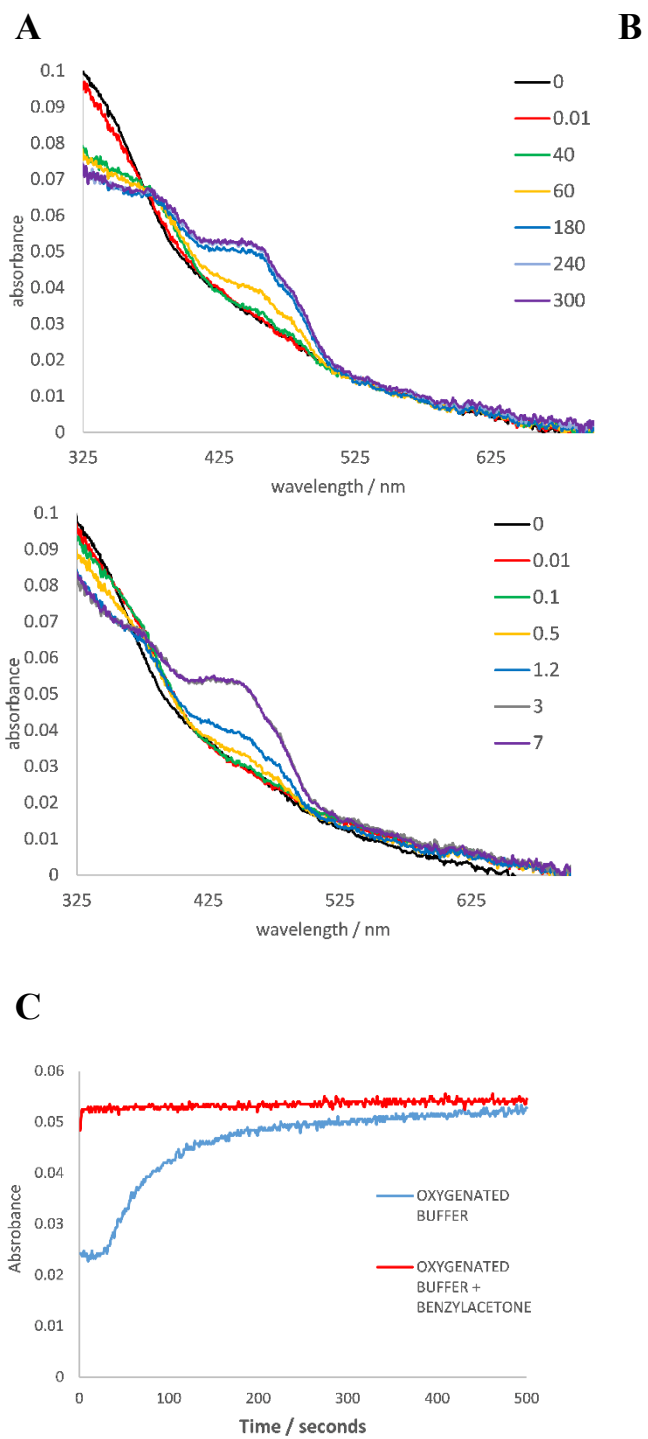 A B
0.1
0.09
0.08
0.07
0.06
0.05
0.04
0.03
0.02
0.01
0
absorbance
325 425 525 625
wavelength / nm
0
0.01
40
60
180
240
300
0.1
0.09
0.08
0.07
0.06
0.05
0.04
0.03
0.02
0.01
0
absorbance
325 425 525 625
wavelength / nm
0
0.01
0.1
0.5
1.2
3
7
C
0.06
0.05
0.04
0.03
0.02
0.01
0
Absrobance
0 100 200 300 400 500
Time / seconds
OXYGENATED
BUFFER
OXYGENATED
BUFFER +
BENZYLACETONE